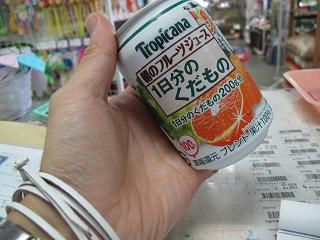 Tropicana
朝のフルーツジュース
1日分の
くだもの
1日分のくだもの200g分
100
濃縮還元 ブレンド果汁100%